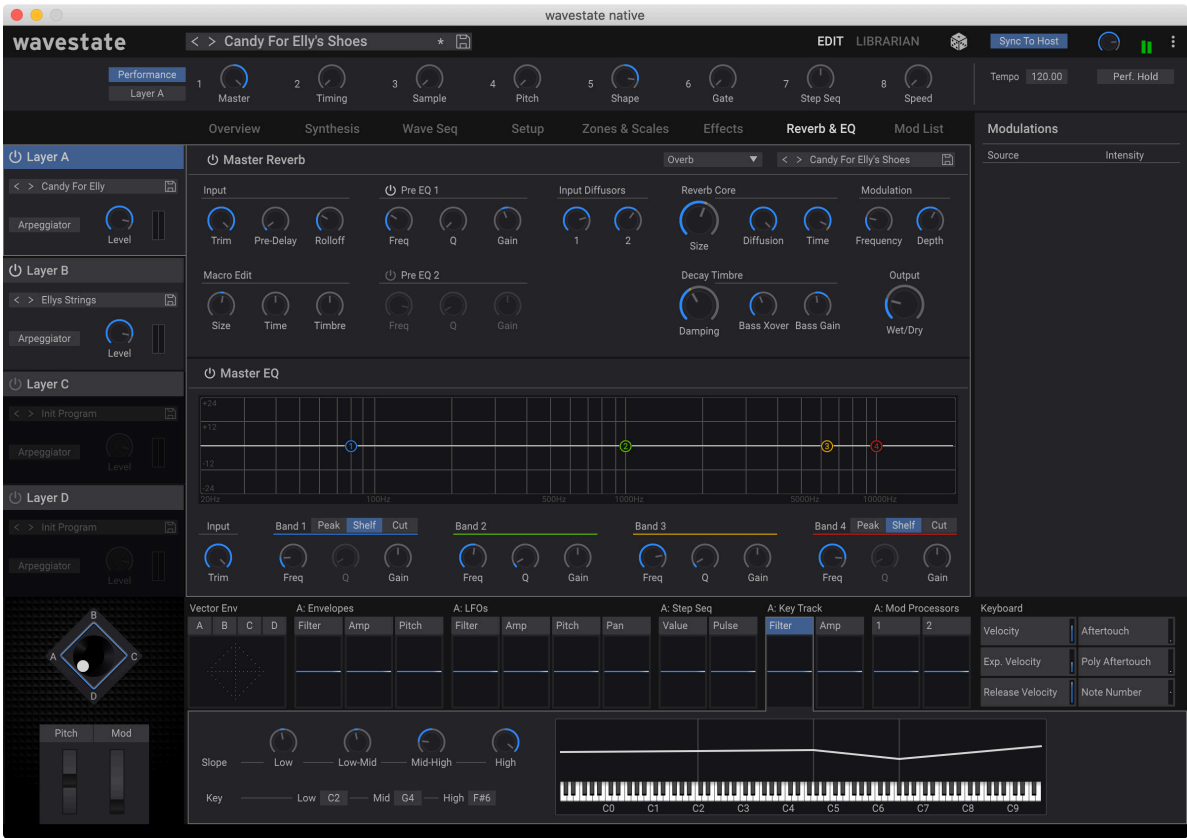 wavestate native
wavestate < > Candy For Elly's Shoes * EDIT LIBRARIAN Sync To Host
Performance
Layer A
1 Master 2 Timing 3 Sample 4 Pitch 5 Shape 6 Gate 7 Step Seq 8 Speed
Tempo 120.00 Perf. Hold
Overview Synthesis Wave Seq Setup Zones & Scales Effects Reverb & EQ Mod List
Modulations
Source Intensity
Layer A
< > Candy For Elly
Arpeggiator
Level
Layer B
< > Ellys Strings
Arpeggiator
Level
Layer C
< > Init Program
Arpeggiator
Level
Layer D
< > Init Program
Arpeggiator
Level
Master Reverb Overb < > Candy For Elly's Shoes
Input Pre EQ 1 Input Diffusors Reverb Core Modulation
Trim Pre-Delay Rolloff Freq Q Gain 1 2 Size Diffusion Time Frequency Depth
Macro Edit Pre EQ 2 Decay Timbre Output
Size Time Timbre Freq Q Gain Damping Bass Xover Bass Gain Wet/Dry
Master EQ
+24
+12
1 2 3 4
-12
-24
20Hz 100Hz 500Hz 1000Hz 5000Hz 10000Hz
Input Band 1 Peak Shelf Cut Band 2 Band 3 Band 4 Peak Shelf Cut
Trim Freq Q Gain Freq Q Gain Freq Q Gain Freq Q Gain
B
A C
D
Pitch Mod
Vector Env A: Envelopes A: LFOs A: Step Seq A: Key Track A: Mod Processors Keyboard
A B C D Filter Amp Pitch Filter Amp Pitch Pan Value Pulse Filter Amp 1 2
Velocity Aftertouch
Exp. Velocity Poly Aftertouch
Release Velocity Note Number
Slope Low Low-Mid Mid-High High
Key Low C2 Mid G4 High F#6
C0 C1 C2 C3 C4 C5 C6 C7 C8 C9